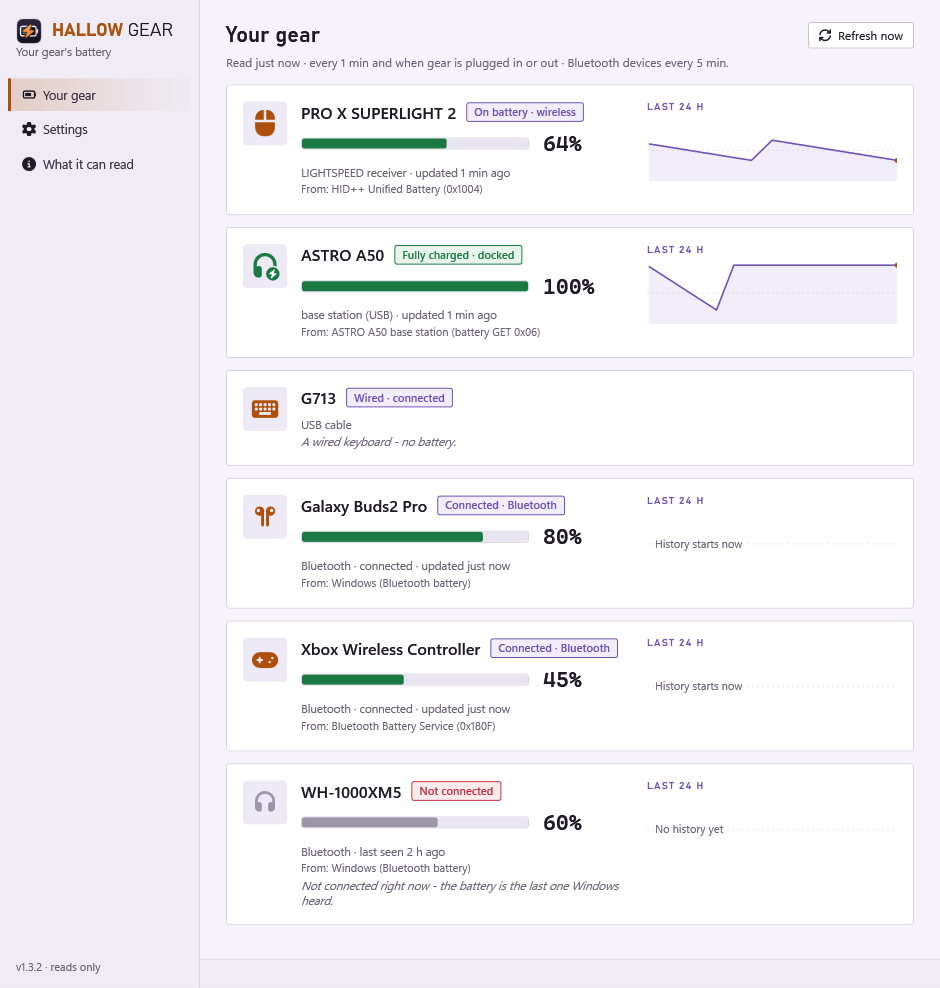 HALLOW GEAR
Your gear's battery
Your gear
Settings
What it can read
v1.3.2 · reads only
Your gear
Refresh now
Read just now · every 1 min and when gear is plugged in or out · Bluetooth devices every 5 min.
PRO X SUPERLIGHT 2
On battery · wireless
64%
LIGHTSPEED receiver · updated 1 min ago
From: HID++ Unified Battery (0x1004)
LAST 24 H
ASTRO A50
Fully charged · docked
100%
base station (USB) · updated 1 min ago
From: ASTRO A50 base station (battery GET 0x06)
LAST 24 H
G713
Wired · connected
USB cable
A wired keyboard - no battery.
Galaxy Buds2 Pro
Connected · Bluetooth
80%
Bluetooth · connected · updated just now
From: Windows (Bluetooth battery)
LAST 24 H
History starts now
Xbox Wireless Controller
Connected · Bluetooth
45%
Bluetooth · connected · updated just now
From: Bluetooth Battery Service (0x180F)
LAST 24 H
History starts now
WH-1000XM5
Not connected
60%
Bluetooth · last seen 2 h ago
From: Windows (Bluetooth battery)
Not connected right now - the battery is the last one Windows
heard.
LAST 24 H
No history yet